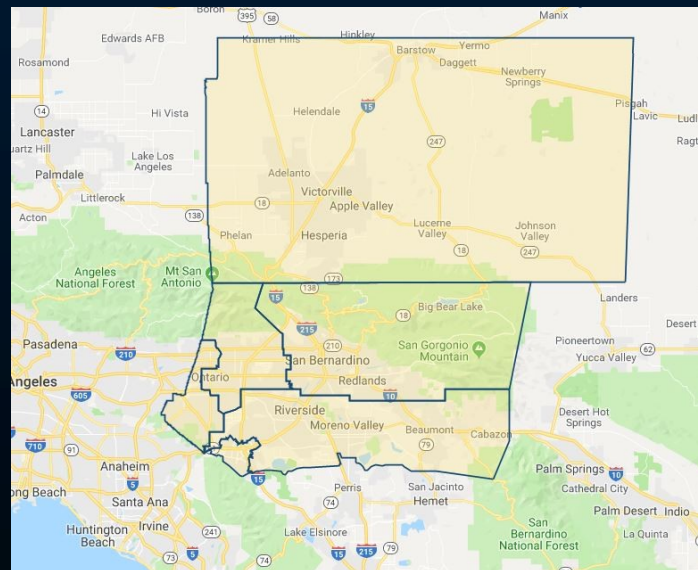 Boron
395
58
Kramer Hills
Hinkley
Manix
Edwards AFB
Barstow
Yermo
Daggett
Rosamond
Newberry
Springs
14
Hi Vista
Helendale
15
Pisgah
Lavic
Ludl
Lancaster
247
Ragt
uartz Hill
Lake Los
Angeles
Adelanto
Palmdale
Victorville
Littlerock
18
Apple Valley
Acton
138
Lucerne
Valley
Johnson
Valley
Phelan
Hesperia
18
247
Angeles
National Forest
Mt San
Antonio
173
138
15
Big Bear Lake
Landers
18
215
Desert
Pioneertown
Pasadena
210
San Gorgonio
Mountain
62
210
San Bernardino
Yucca Valley
Angeles
Ontario
Redlands
605
10
Riverside
Desert Hot
Springs
Moreno Valley
Beaumont
710
91
79
Cabazon
Anaheim
Palm Springs
5
15
Perris
San Jacinto
10
ong Beach
Santa Ana
74
Hemet
Cathedral City
Irvine
Palm Desert
Indio
Huntington
Beach
241
Lake Elsinore
San
Bernardino
National Forest
La Quinta
73
5
74
15
215
79